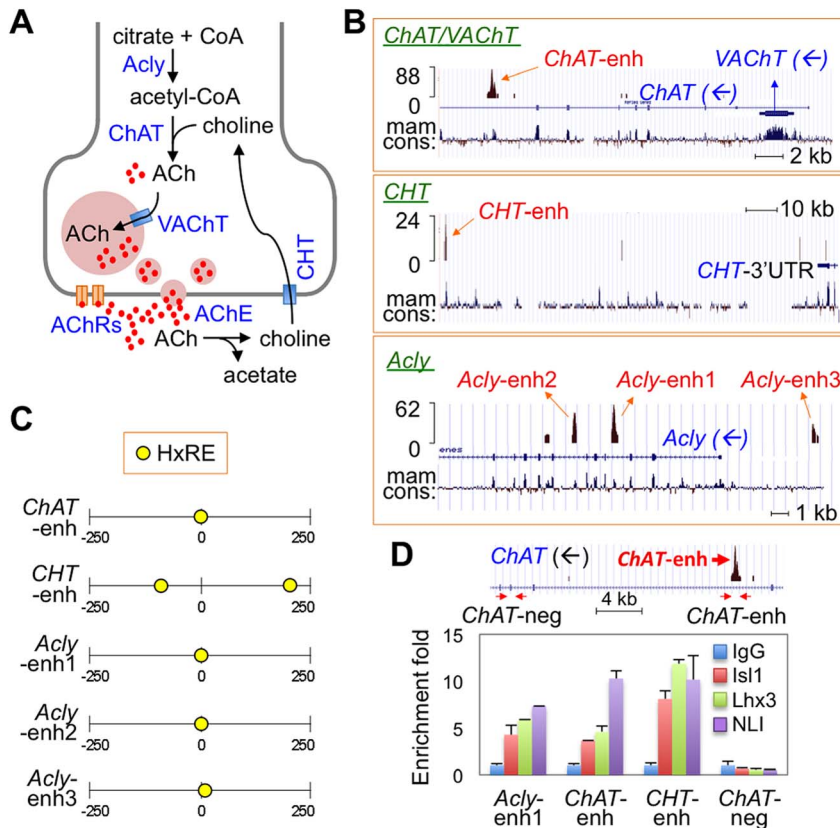 A
citrate + CoA
Acly
acetyl-CoA
ChAT
choline
ACh
ACh
VAChT
CHT
AChRs
AChE
ACh
choline
acetate
B
ChAT/VAChT
ChAT-enh
VAChT (←)
88
0
ChAT (←)
mam
cons:
2 kb
CHT
24
0
CHT-enh
10 kb
CHT-3'UTR
mam
cons:
Acly
Acly-enh2
Acly-enh1
Acly-enh3
62
0
Acly (←)
enes
mam
cons:
1 kb
C
HxRE
ChAT
-enh
-250
0
250
CHT
-enh
-250
0
250
Acly
-enh1
-250
0
250
Acly
-enh2
-250
0
250
Acly-
enh3
-250
0
250
D
ChAT (←)
ChAT-enh
ChAT-neg
4 kb
ChAT-enh
Enrichment fold
15
10
5
0
IgG
Isl1
Lhx3
NLI
Acly-
enh1
ChAT-
enh
CHT-
enh
ChAT-
neg